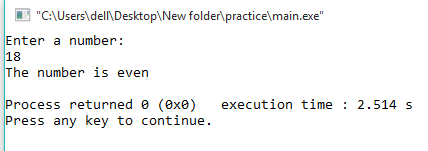 "C:\Users\dell\Desktop\New folder\practice\main.exe"
Enter a number:
18
The number is even
Process returned 0 (0x0)   execution time : 2.514 s
Press any key to continue.